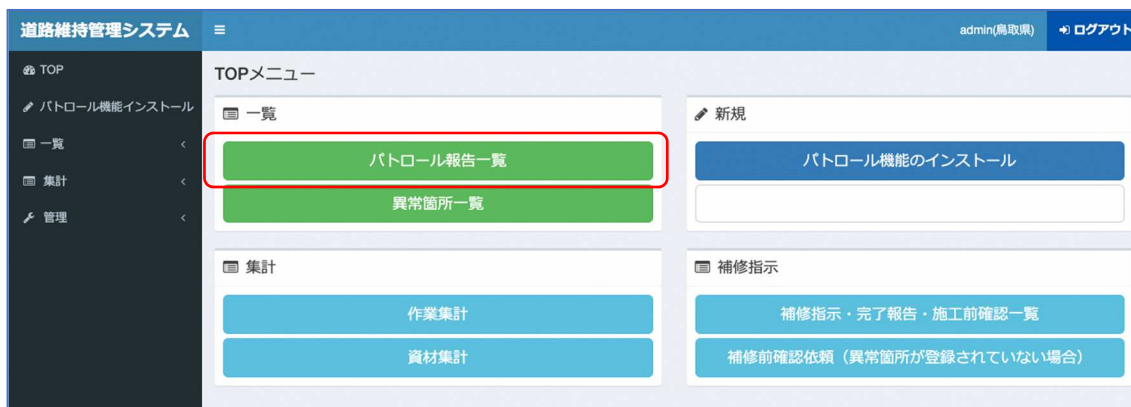 道路維持管理システム
admin(鳥取県)
ログアウト
TOP
パトロール機能インストール
一覧
集計
管理
TOPメニュー
一覧
パトロール報告一覧
異常箇所一覧
新規
パトロール機能のインストール
集計
作業集計
資材集計
補修指示
補修指示・完了報告・施工前確認一覧
補修前確認依頼（異常箇所が登録されていない場合）